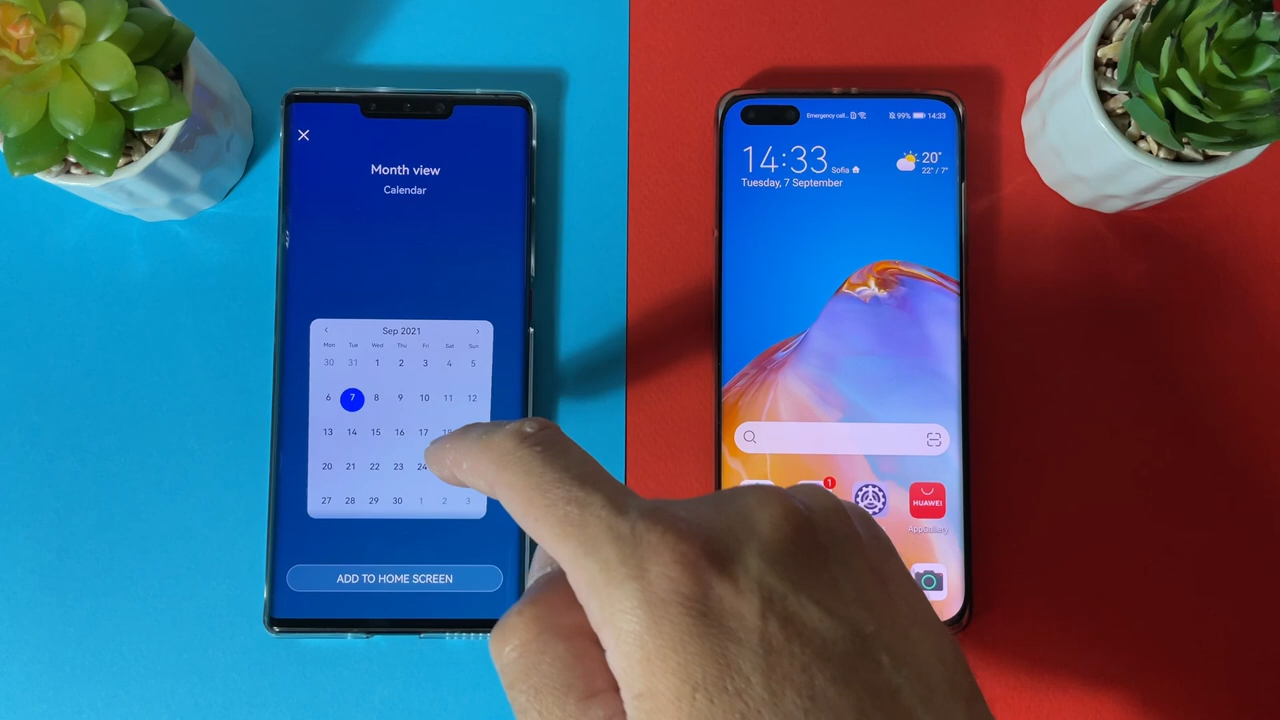 Month view
Calendar
‹ Sep 2021 ›
Mon Tue Wed Thu Fri Sat Sun
30 31 1 2 3 4 5
6 7 8 9 10 11 12
13 14 15 16 17
20 21 22 23 24
27 28 29 30 1 2 3
ADD TO HOME SCREEN
Emergency call... 99% 14:33
14:33 Sofia 20°
Tuesday, 7 September 22° / 7°
1
HUAWEI
AppGallery